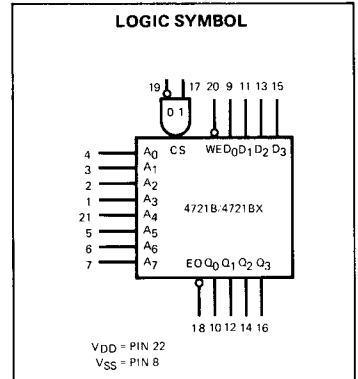 LOGIC SYMBOL
19 17 20 9 11 13 15
0 1
CS WE D0 D1 D2 D3
4 A0
3 A1
2 A2
1 A3
21 A4
5 A5
6 A6
7 A7
4721B/4721BX
EO Q0 Q1 Q2 Q3
18 10 12 14 16
VDD = PIN 22
VSS = PIN 8